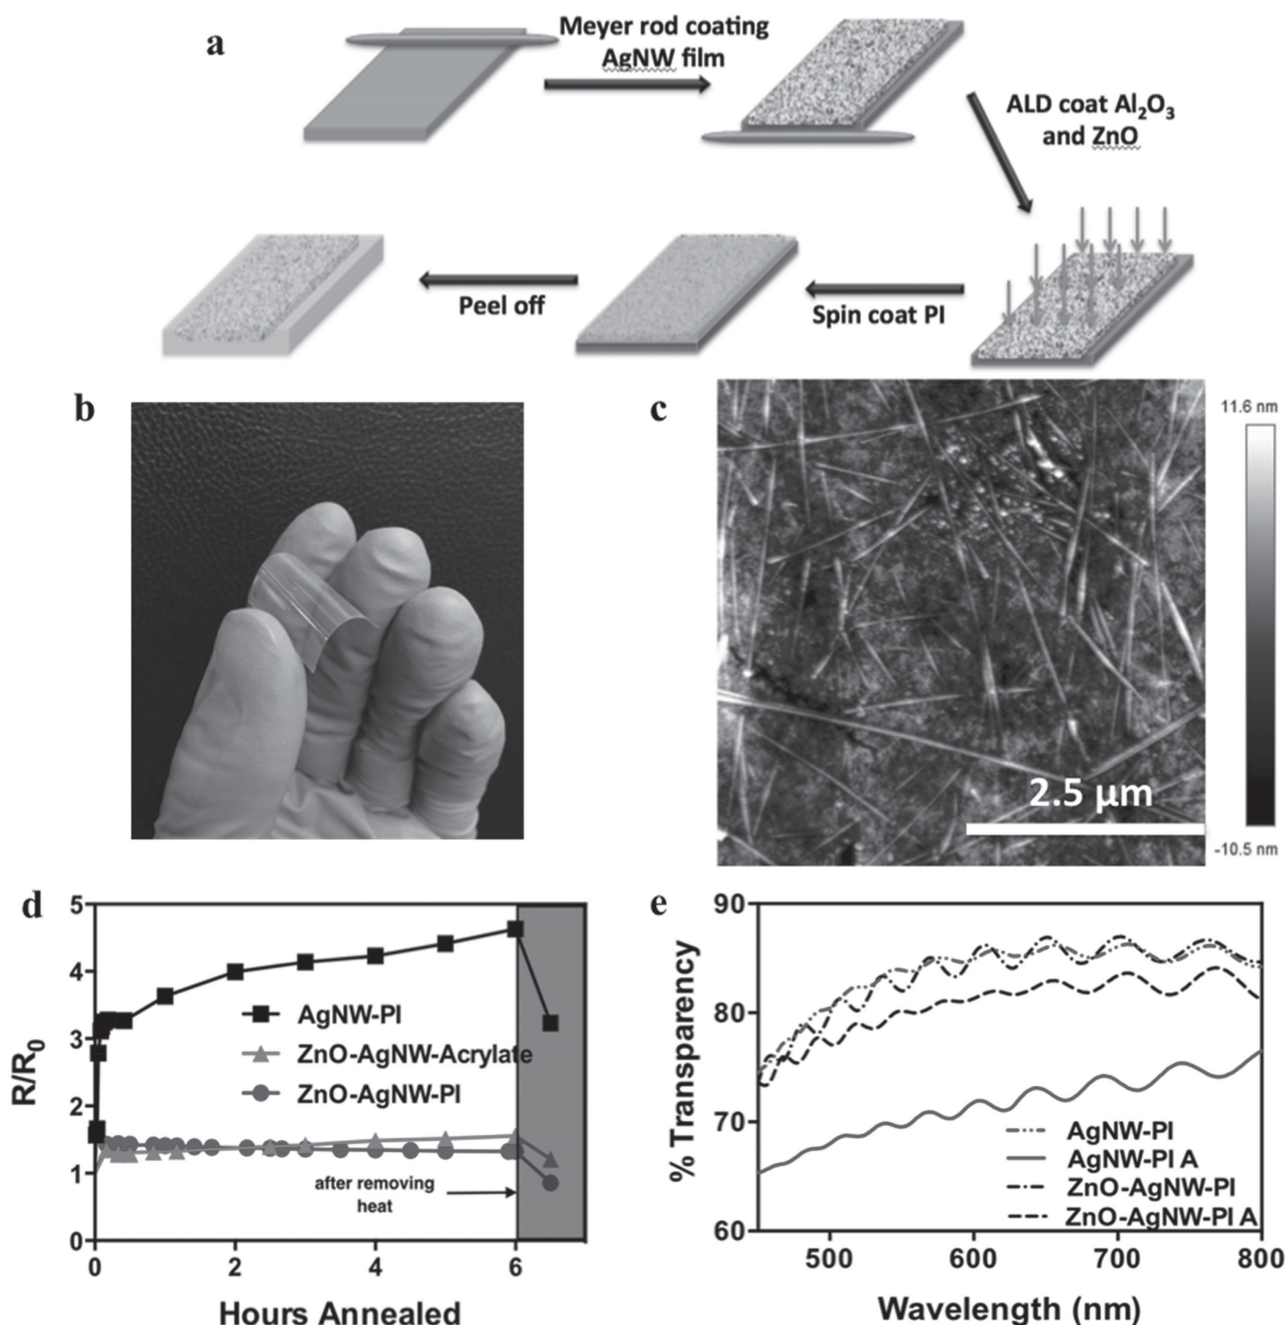 a
Meyer rod coating
AgNW film
ALD coat Al₂O₃
and ZnO
Spin coat PI
Peel off
b
c
11.6 nm
2.5 μm
-10.5 nm
d
5
4
3
2
1
0
R/R₀
AgNW-PI
ZnO-AgNW-Acrylate
ZnO-AgNW-PI
after removing
heat
0 2 4 6
Hours Annealed
e
90
80
70
60
% Transparency
AgNW-PI
AgNW-PI A
ZnO-AgNW-PI
ZnO-AgNW-PI A
500 600 700 800
Wavelength (nm)